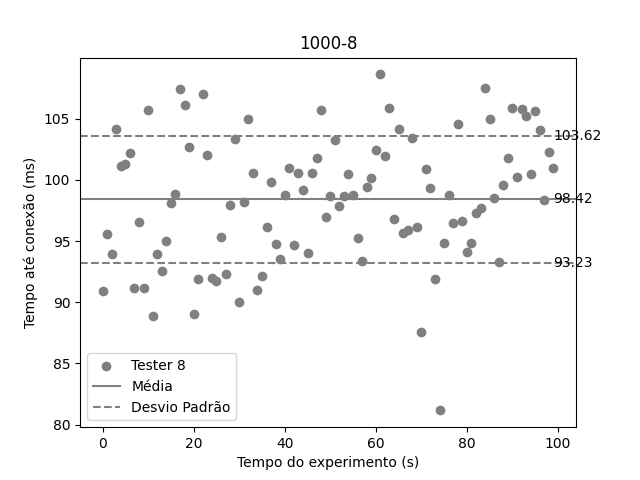 1000-8
Tempo até conexão (ms)
105
100
95
90
85
80
103.62
98.42
93.23
Tester 8
Média
Desvio Padrão
0 20 40 60 80 100
Tempo do experimento (s)